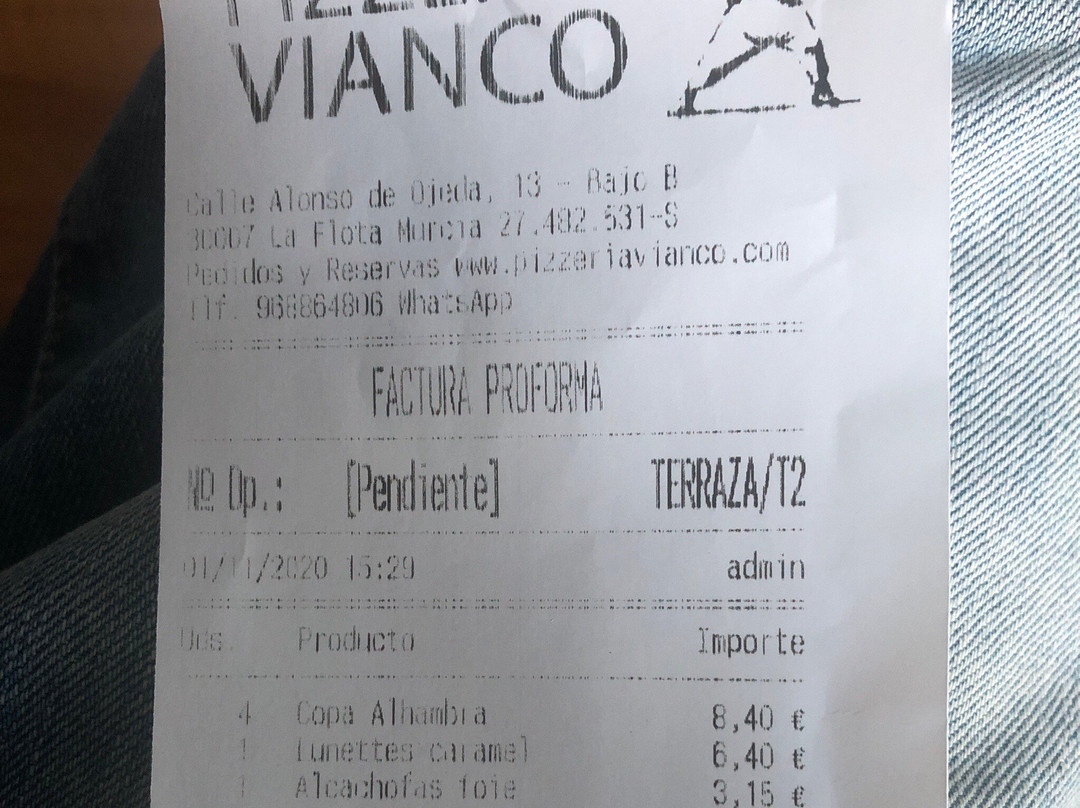 VIANCO
Calle Alonso de Ojeda, 13 - Bajo B
30007 La Flota Murcia 27.482.531-S
Pedidos y Reservas www.pizzeriavianco.com
Tlf. 968864806 WhatsApp
FACTURA PROFORMA
Nº Op.: [Pendiente] TERRAZA/T2
01/11/2020 15:29 admin
Uds. Producto Importe
4 Copa Alhambra 8,40 €
1 Lunettes caramel 6,40 €
1 Alcachofas foie 3,15 €